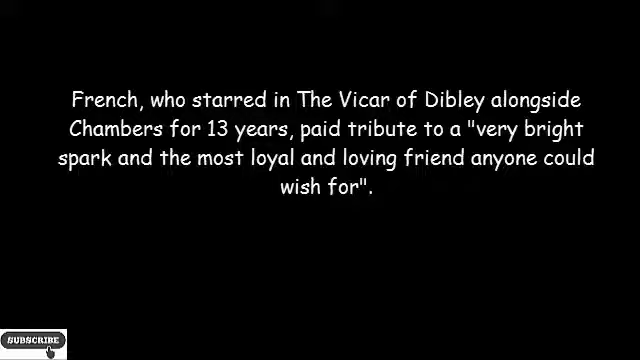 French, who starred in The Vicar of Dibley alongside
Chambers for 13 years, paid tribute to a "very bright
spark and the most loyal and loving friend anyone could
wish for".
SUBSCRIBE